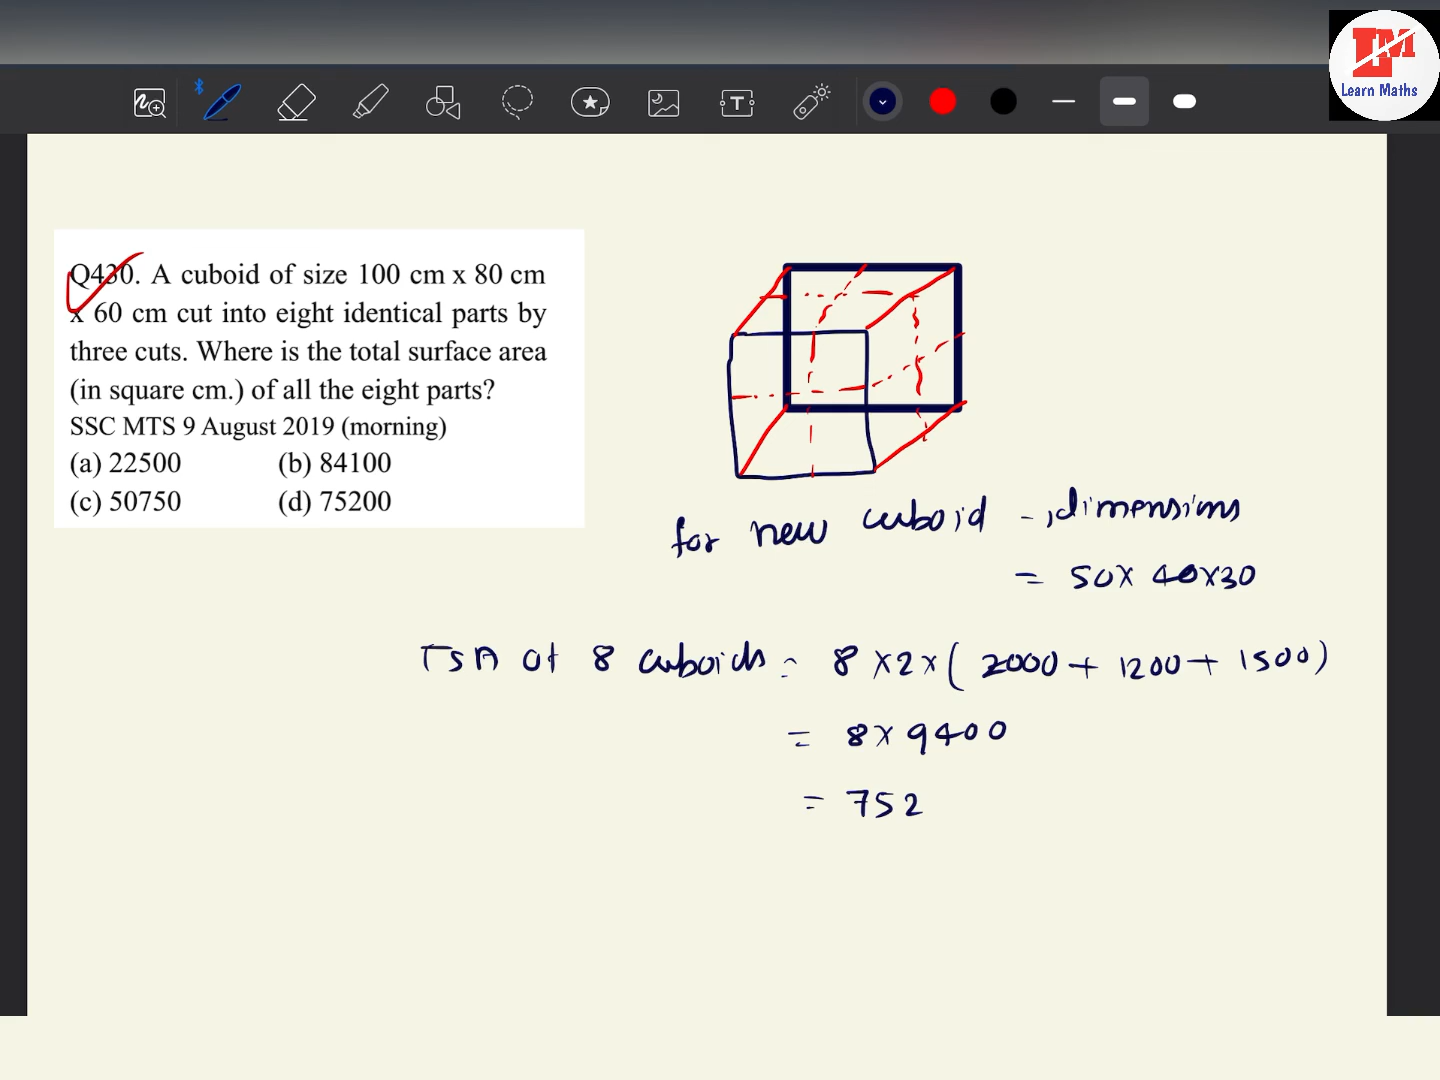 LM
Learn Maths
Q430. A cuboid of size 100 cm x 80 cm
x 60 cm cut into eight identical parts by
three cuts. Where is the total surface area
(in square cm.) of all the eight parts?
SSC MTS 9 August 2019 (morning)
(a) 22500 (b) 84100
(c) 50750 (d) 75200
for new cuboid -, dimensions
= 50x 40x30
TSA of 8 cuboids = 8 x2 x ( 2000 + 1200 + 1500)
= 8x 9400
= 752